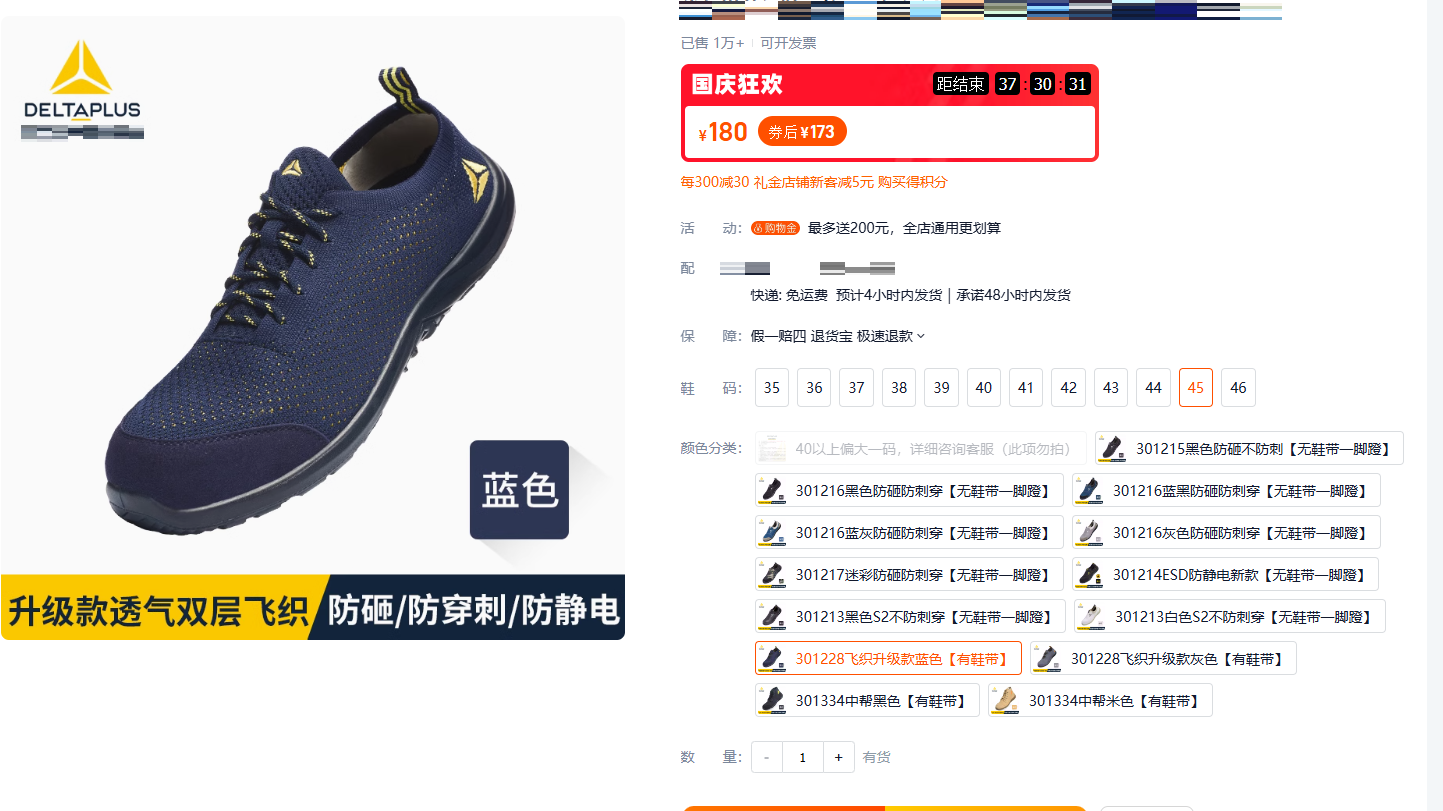 DELTAPLUS
蓝色
升级款透气双层飞织
防砸/防穿刺/防静电
已售 1万+ 可开发票
国庆狂欢
距结束 37 : 30 : 31
¥180 券后¥173
每300减30 礼金店铺新客减5元 购买得积分
活 动: 购物金 最多送200元，全店通用更划算
配
快递: 免运费 预计4小时内发货 | 承诺48小时内发货
保 障: 假一赔四 退货宝 极速退款
鞋 码: 35 36 37 38 39 40 41 42 43 44 45 46
颜色分类: 40以上偏大一码，详细咨询客服（此项勿拍） 301215黑色防砸不防刺【无鞋带一脚蹬】
301216黑色防砸防刺穿【无鞋带一脚蹬】 301216蓝黑防砸防刺穿【无鞋带一脚蹬】
301216蓝灰防砸防刺穿【无鞋带一脚蹬】 301216灰色防砸防刺穿【无鞋带一脚蹬】
301217迷彩防砸防刺穿【无鞋带一脚蹬】 301214ESD防静电新款【无鞋带一脚蹬】
301213黑色S2不防刺穿【无鞋带一脚蹬】 301213白色S2不防刺穿【无鞋带一脚蹬】
301228飞织升级款蓝色【有鞋带】 301228飞织升级款灰色【有鞋带】
301334中帮黑色【有鞋带】 301334中帮米色【有鞋带】
数 量: - 1 + 有货